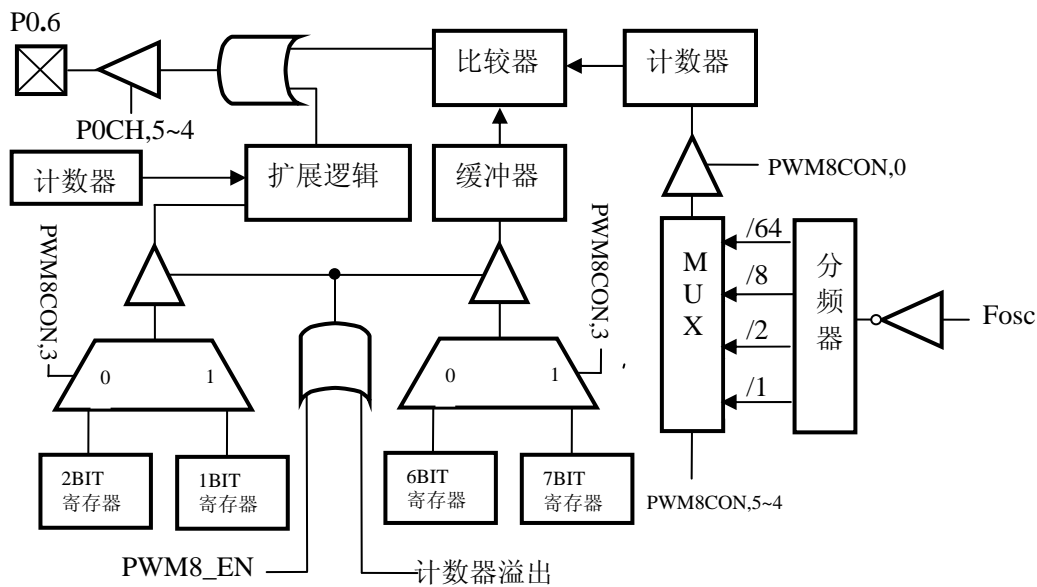 P0.6
比较器
计数器
P0CH,5~4
计数器
扩展逻辑
缓冲器
PWM8CON,0
PWM8CON,3
PWM8CON,3
MUX
/64
/8
/2
/1
分频器
Fosc
0 1
0 1
2BIT
寄存器
1BIT
寄存器
6BIT
寄存器
7BIT
寄存器
PWM8CON,5~4
PWM8_EN
计数器溢出